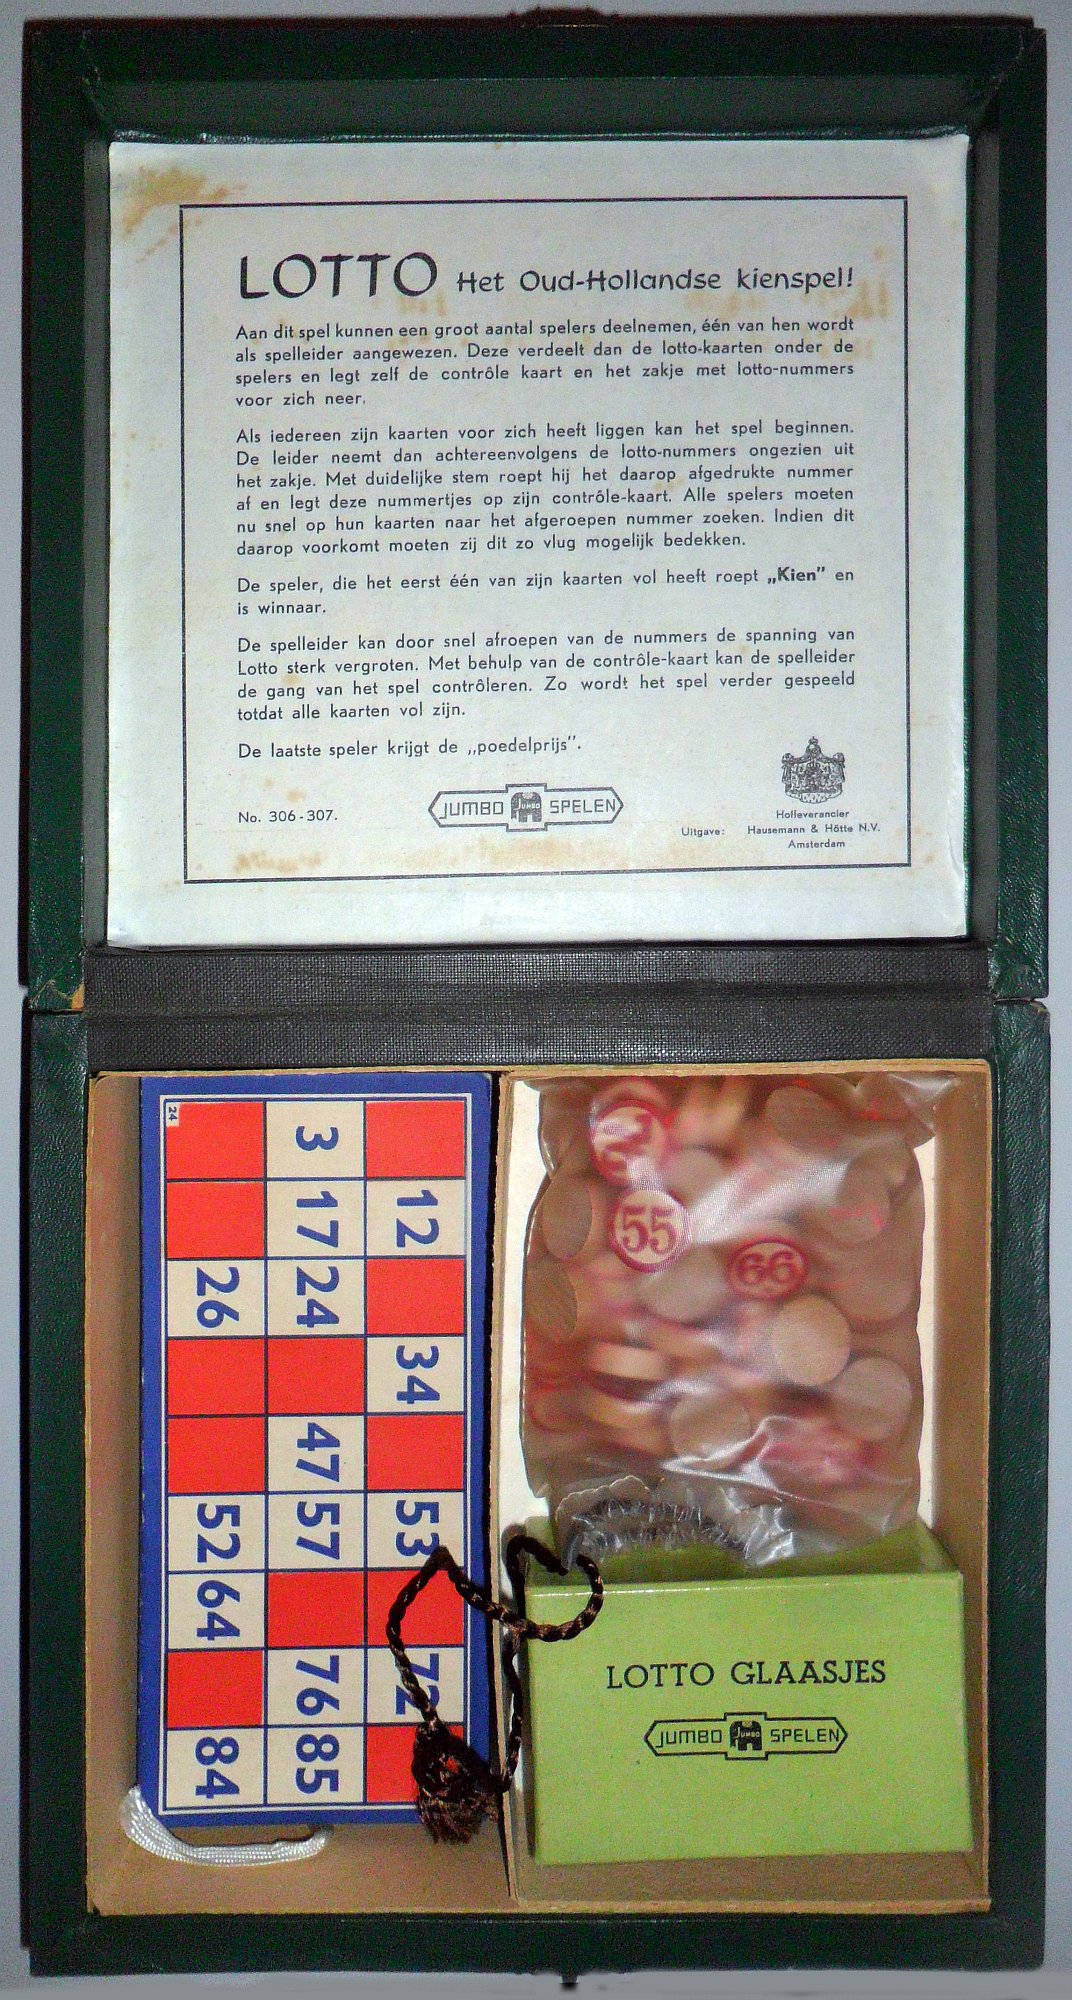 LOTTO Het Oud-Hollandse kienspel!
Aan dit spel kunnen een groot aantal spelers deelnemen, één van hen wordt
als spelleider aangewezen. Deze verdeelt dan de lotto-kaarten onder de
spelers en legt zelf de contrôle kaart en het zakje met lotto-nummers
voor zich neer.
Als iedereen zijn kaarten voor zich heeft liggen kan het spel beginnen.
De leider neemt dan achtereenvolgens de lotto-nummers ongezien uit
het zakje. Met duidelijke stem roept hij het daarop afgedrukte nummer
af en legt deze nummertjes op zijn contrôle-kaart. Alle spelers moeten
nu snel op hun kaarten naar het afgeroepen nummer zoeken. Indien dit
daarop voorkomt moeten zij dit zo vlug mogelijk bedekken.
De speler, die het eerst één van zijn kaarten vol heeft roept „Kien” en
is winnaar.
De spelleider kan door snel afroepen van de nummers de spanning van
Lotto sterk vergroten. Met behulp van de contrôle-kaart kan de spelleider
de gang van het spel contrôleren. Zo wordt het spel verder gespeeld
totdat alle kaarten vol zijn.
De laatste speler krijgt de „poedelprijs”.
No. 306-307.
JUMBO JUMBO SPELEN
Uitgave:
Hofleverancier
Hausemann & Hötte N.V.
Amsterdam
24
12 34 53 72
3 17 24 47 57 76 85
26 52 64 84
55
66
LOTTO GLAASJES
JUMBO JUMBO SPELEN